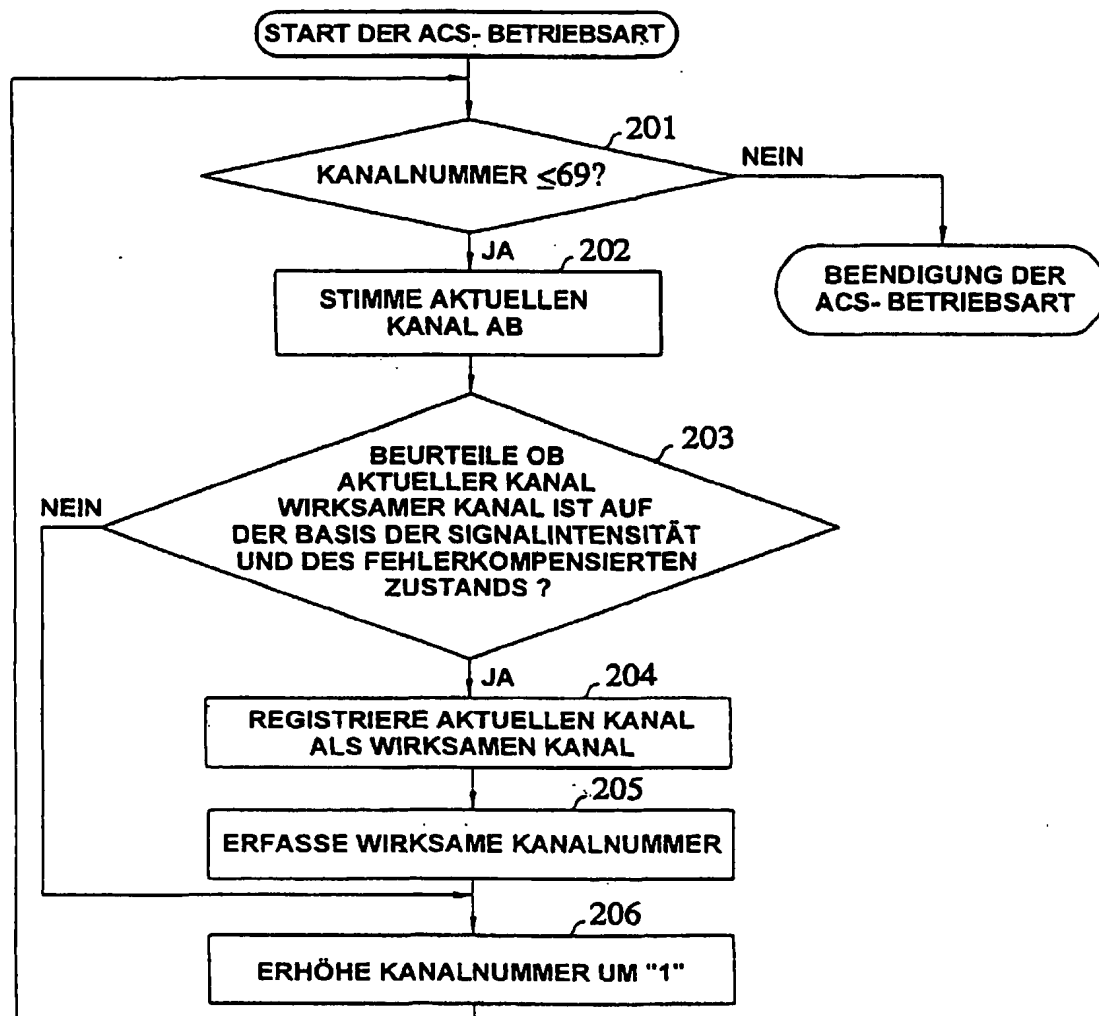 START DER ACS- BETRIEBSART
201
KANALNUMMER ≤69?
NEIN
JA
202
STIMME AKTUELLEN
KANAL AB
BEENDIGUNG DER
ACS- BETRIEBSART
203
BEURTEILE OB
AKTUELLER KANAL
WIRKSAMER KANAL IST AUF
DER BASIS DER SIGNALINTENSITÄT
UND DES FEHLERKOMPENSIERTEN
ZUSTANDS ?
NEIN
JA
204
REGISTRIERE AKTUELLEN KANAL
ALS WIRKSAMEN KANAL
205
ERFASSE WIRKSAME KANALNUMMER
206
ERHÖHE KANALNUMMER UM "1"